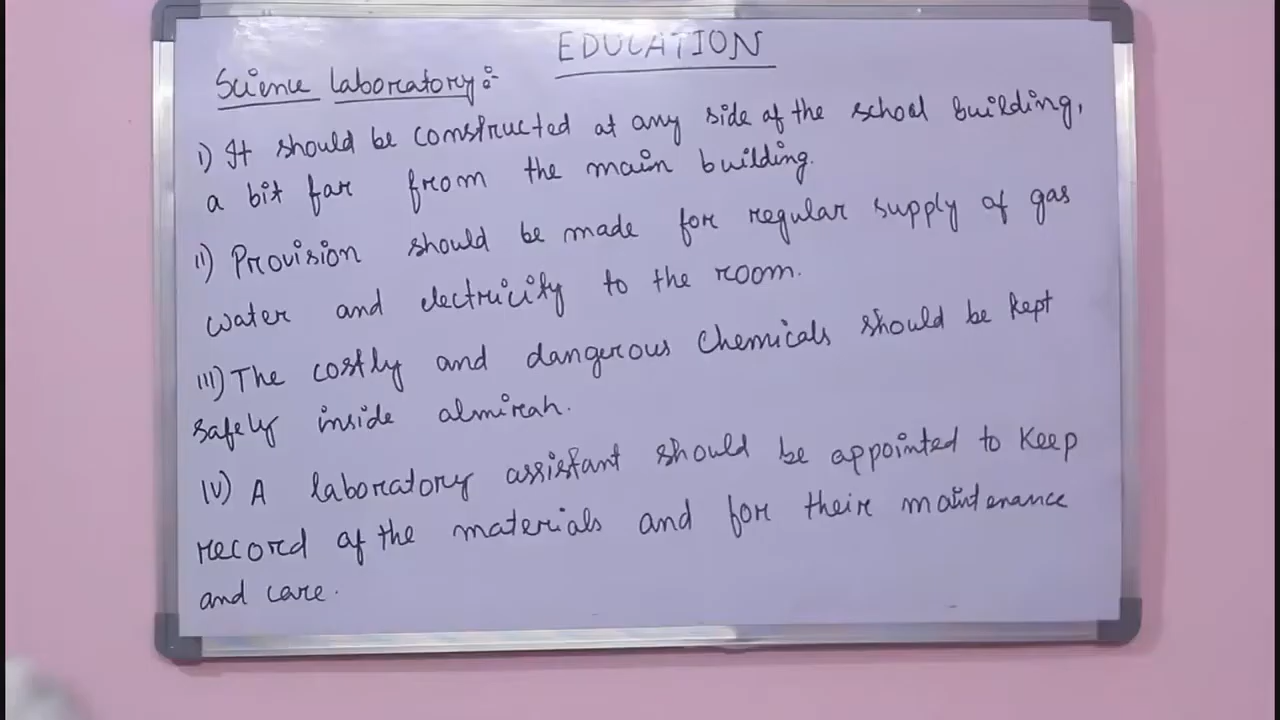 EDUCATION
Science laboratory:-
i) It should be constructed at any side of the school building,
a bit far from the main building.
ii) Provision should be made for regular supply of gas
water and electricity to the room.
iii) The costly and dangerous chemicals should be kept
safely inside almirah.
iv) A laboratory assistant should be appointed to keep
record of the materials and for their maintenance
and care.